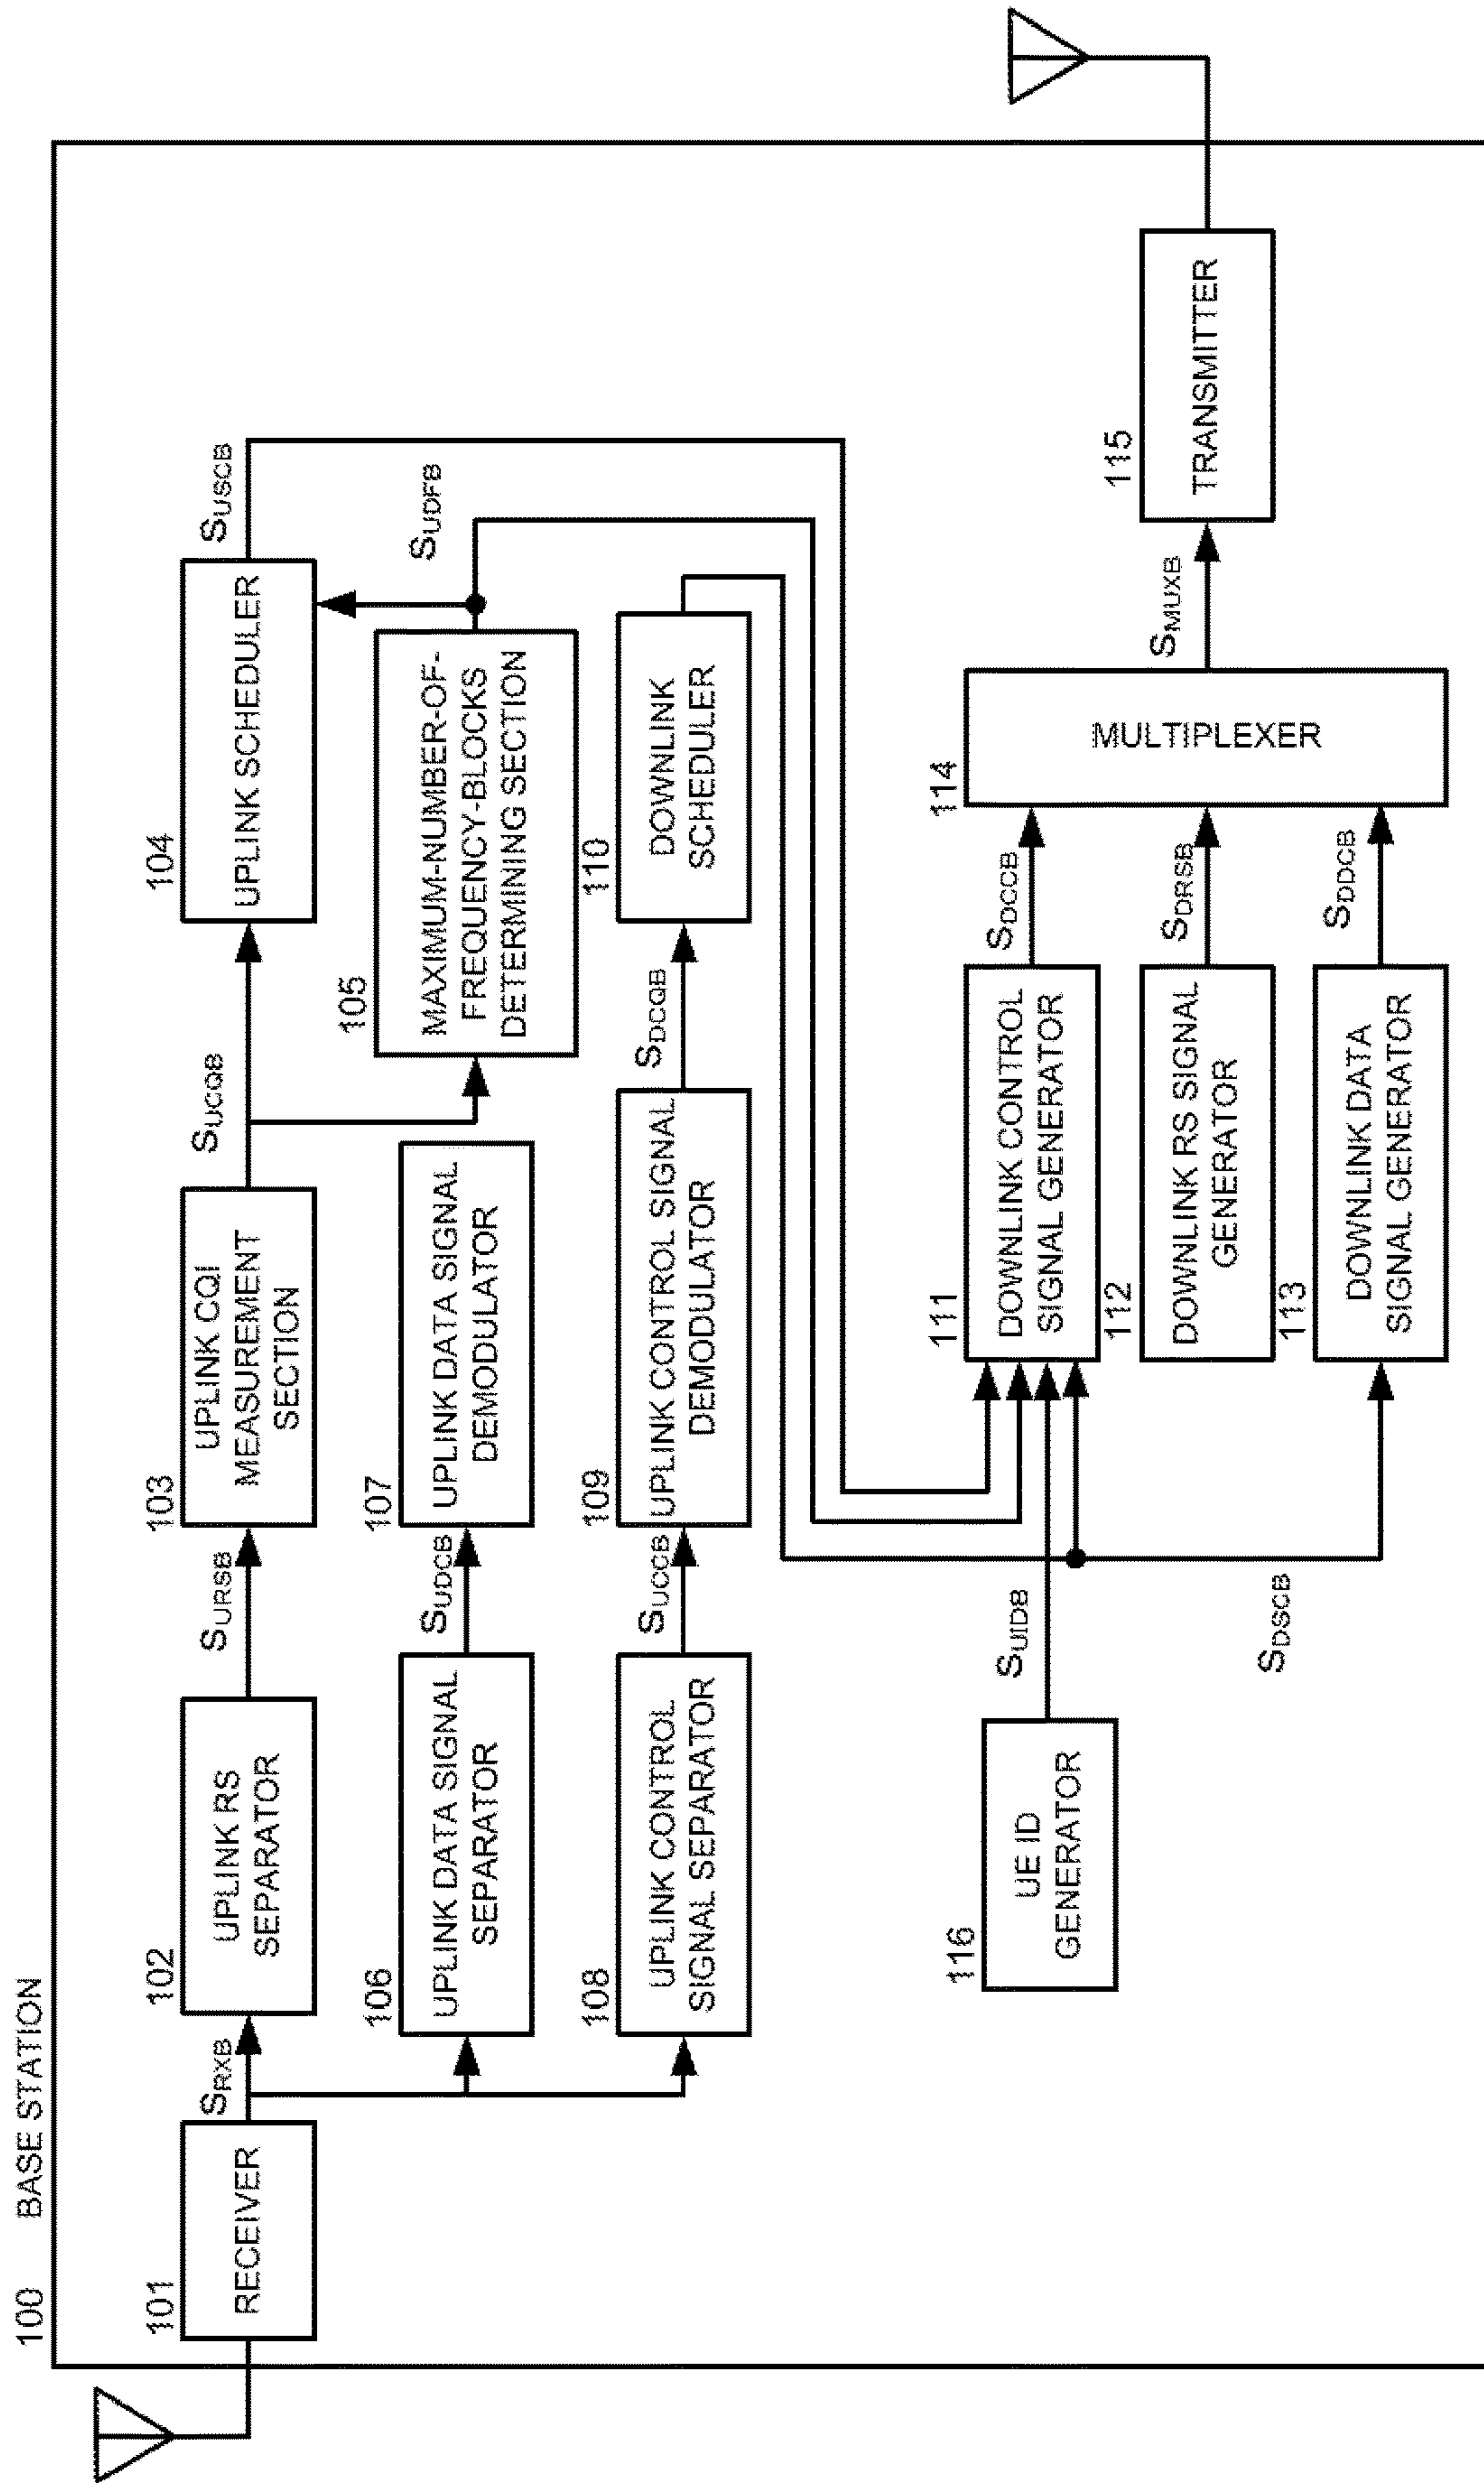 100 BASE STATION
101
RECEIVER
S_RXB
102
UPLINK RS
SEPARATOR
S_URSB
103
UPLINK CQI
MEASUREMENT
SECTION
S_UCQB
104
UPLINK SCHEDULER
S_USCB
105
MAXIMUM-NUMBER-OF-
FREQUENCY-BLOCKS
DETERMINING SECTION
S_UDFB
106
UPLINK DATA SIGNAL
SEPARATOR
S_UDCB
107
UPLINK DATA SIGNAL
DEMODULATOR
108
UPLINK CONTROL
SIGNAL SEPARATOR
S_UCCB
109
UPLINK CONTROL SIGNAL
DEMODULATOR
S_DCQB
110
DOWNLINK
SCHEDULER
116
UE ID
GENERATOR
S_UIDB
S_DSCB
111
DOWNLINK CONTROL
SIGNAL GENERATOR
S_DCCB
112
DOWNLINK RS SIGNAL
GENERATOR
S_DRSB
113
DOWNLINK DATA
SIGNAL GENERATOR
S_DDCB
114
MULTIPLEXER
S_MUXB
115
TRANSMITTER